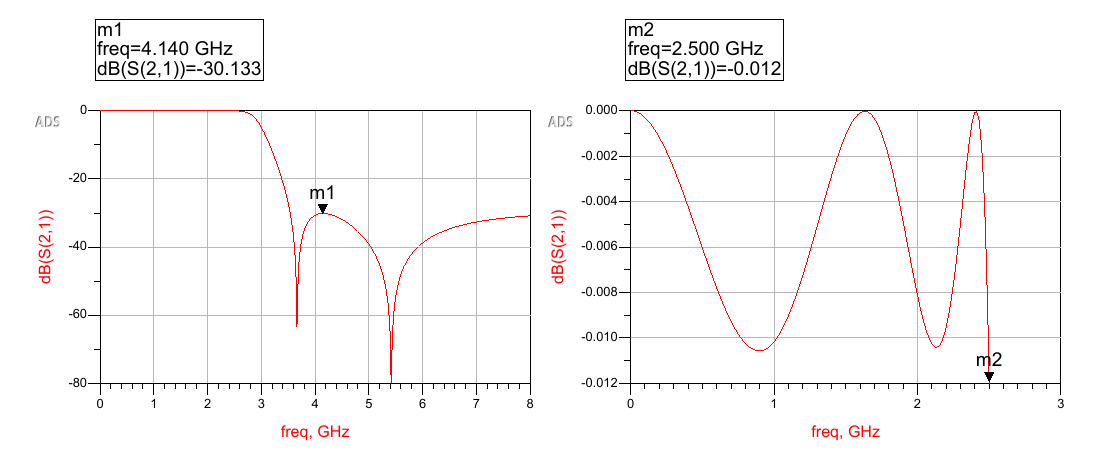 m1
freq=4.140 GHz
dB(S(2,1))=-30.133
ADS
dB(S(2,1))
0
-20
-40
-60
-80
m1
0 1 2 3 4 5 6 7 8
freq, GHz
m2
freq=2.500 GHz
dB(S(2,1))=-0.012
ADS
dB(S(2,1))
0.000
-0.002
-0.004
-0.006
-0.008
-0.010
-0.012
m2
0 1 2 3
freq, GHz